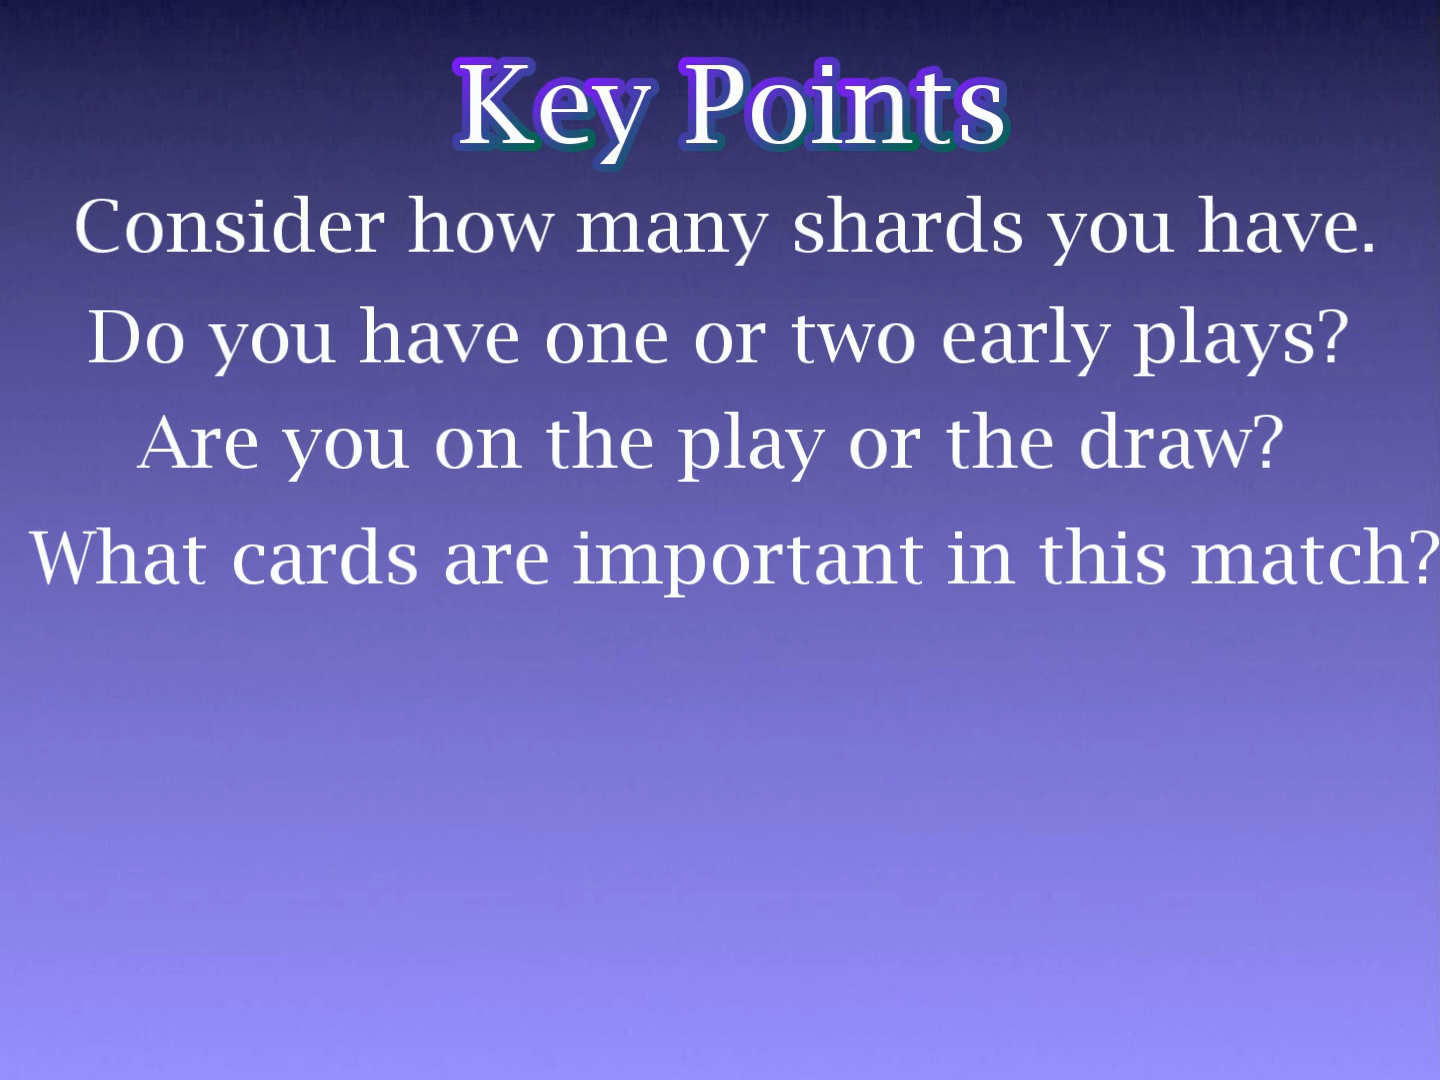 Key Points
Consider how many shards you have.
Do you have one or two early plays?
Are you on the play or the draw?
What cards are important in this match?